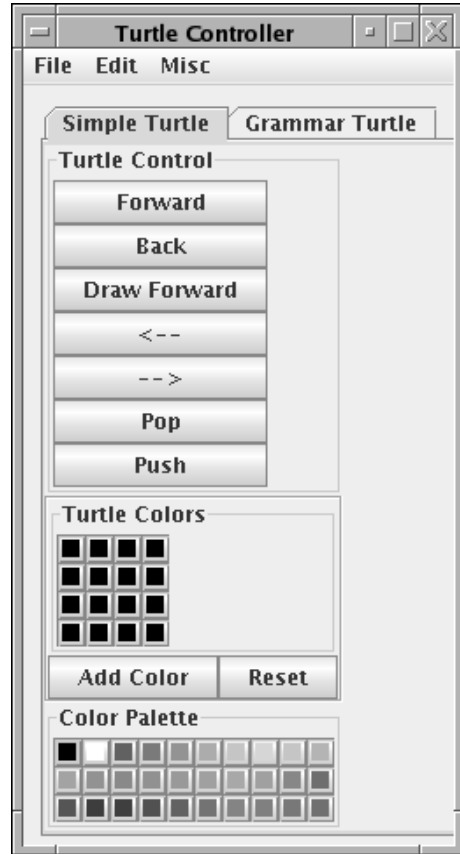 Turtle Controller
File Edit Misc
Simple Turtle Grammar Turtle
Turtle Control
Forward
Back
Draw Forward
<--
-->
Pop
Push
Turtle Colors
Add Color Reset
Color Palette